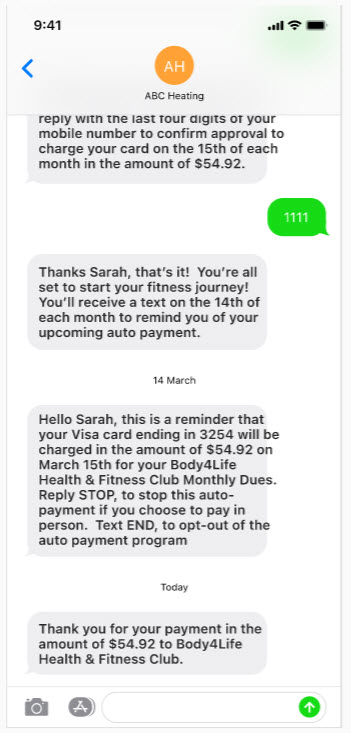 9:41
AH
ABC Heating
reply with the last four digits of your
mobile number to confirm approval to
charge your card on the 15th of each
month in the amount of $54.92.
1111
Thanks Sarah, that's it!  You're all
set to start your fitness journey!
You'll receive a text on the 14th of
each month to remind you of your
upcoming auto payment.
14 March
Hello Sarah, this is a reminder that
your Visa card ending in 3254 will be
charged in the amount of $54.92 on
March 15th for your Body4Life
Health & Fitness Club Monthly Dues.
Reply STOP, to stop this auto-
payment if you choose to pay in
person.  Text END, to opt-out of the
auto payment program
Today
Thank you for your payment in the
amount of $54.92 to Body4Life
Health & Fitness Club.